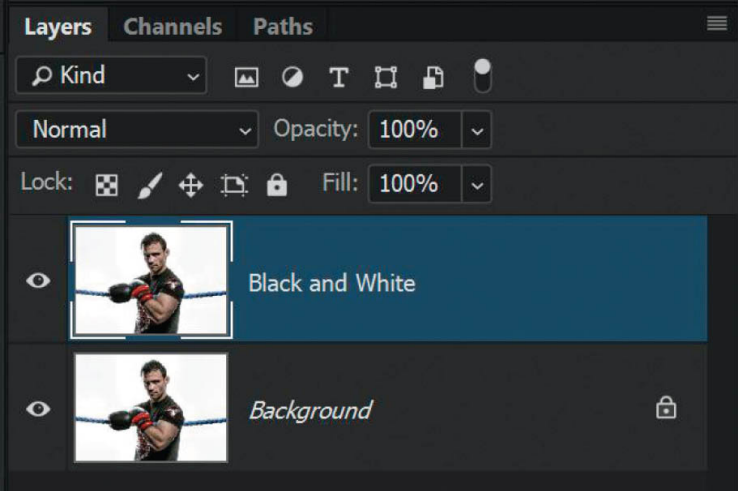 Layers Channels Paths
Kind
Normal Opacity: 100%
Lock: Fill: 100%
Black and White
Background